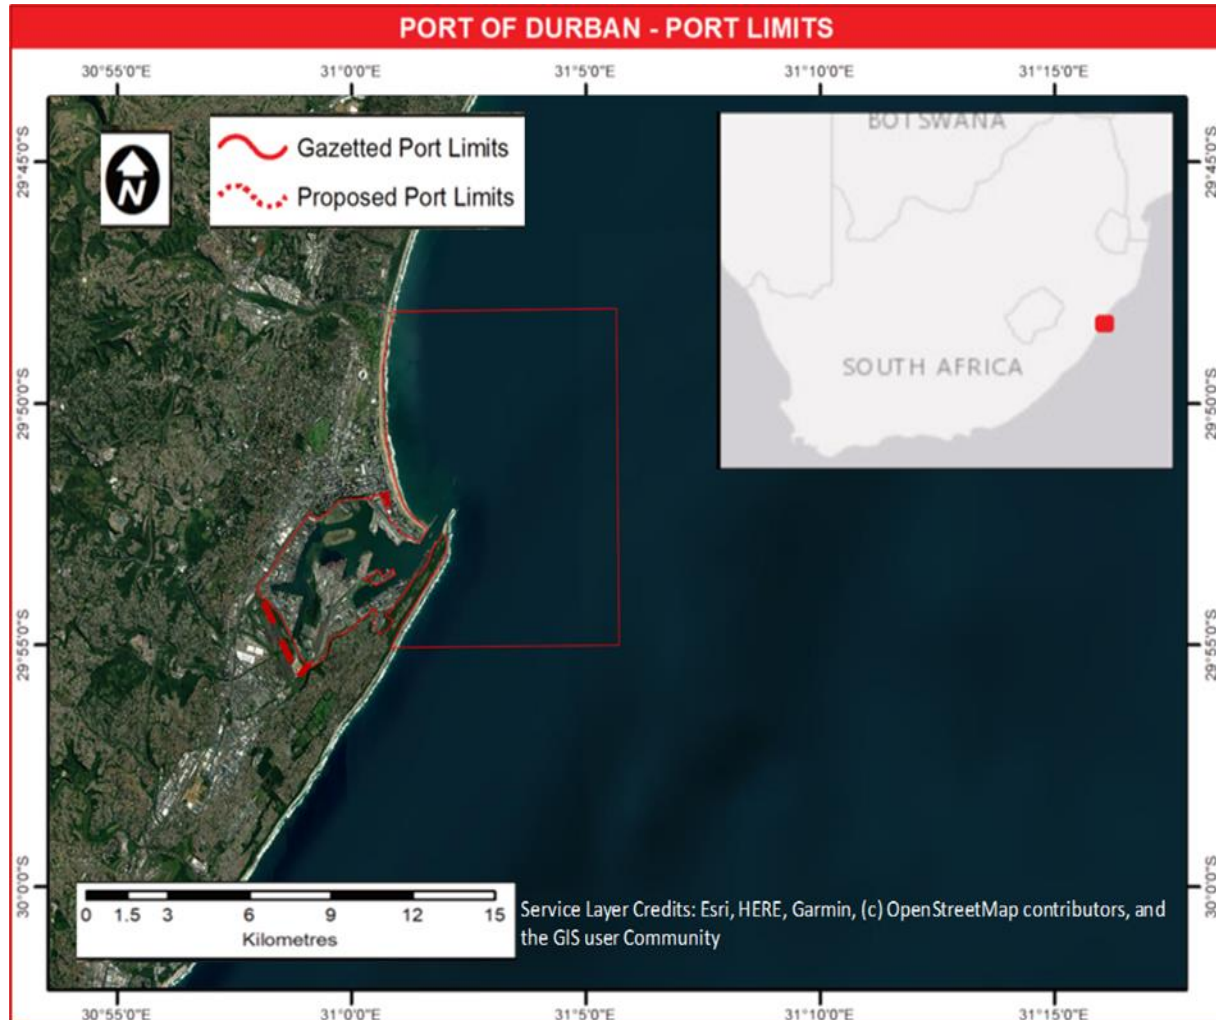 PORT OF DURBAN - PORT LIMITS
30°55'0"E 31°0'0"E 31°5'0"E 31°10'0"E 31°15'0"E
29°45'0"S
29°50'0"S
29°55'0"S
30°0'0"S
N
Gazetted Port Limits
Proposed Port Limits
BOTSWANA
SOUTH AFRICA
29°45'0"S
29°50'0"S
29°55'0"S
30°0'0"S
0 1.5 3 6 9 12 15
Kilometres
Service Layer Credits: Esri, HERE, Garmin, (c) OpenStreetMap contributors, and
the GIS user Community
30°55'0"E 31°0'0"E 31°5'0"E 31°10'0"E 31°15'0"E